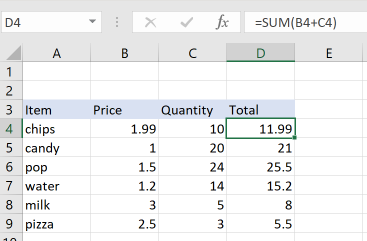 D4 fx =SUM(B4+C4)
A B C D E
1
2
3 Item Price Quantity Total
4 chips 1.99 10 11.99
5 candy 1 20 21
6 pop 1.5 24 25.5
7 water 1.2 14 15.2
8 milk 3 5 8
9 pizza 2.5 3 5.5